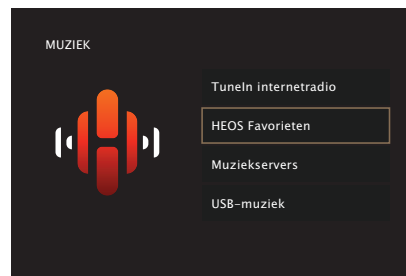 MUZIEK
TuneIn internetradio
HEOS Favorieten
Muziekservers
USB-muziek